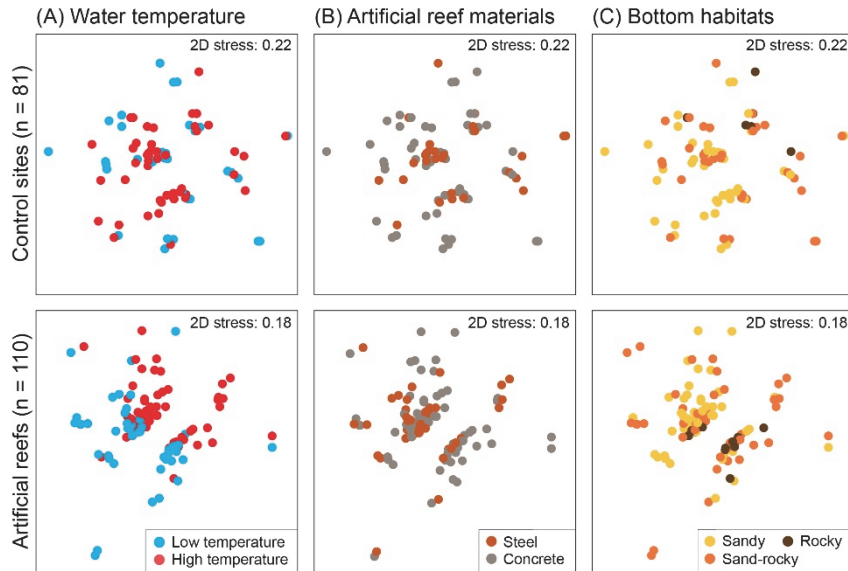 (A) Water temperature
(B) Artificial reef materials
(C) Bottom habitats
Control sites (n = 81)
2D stress: 0.22
2D stress: 0.22
2D stress: 0.22
Artificial reefs (n = 110)
2D stress: 0.18
2D stress: 0.18
2D stress: 0.18
Low temperature
High temperature
Steel
Concrete
Sandy
Rocky
Sand-rocky